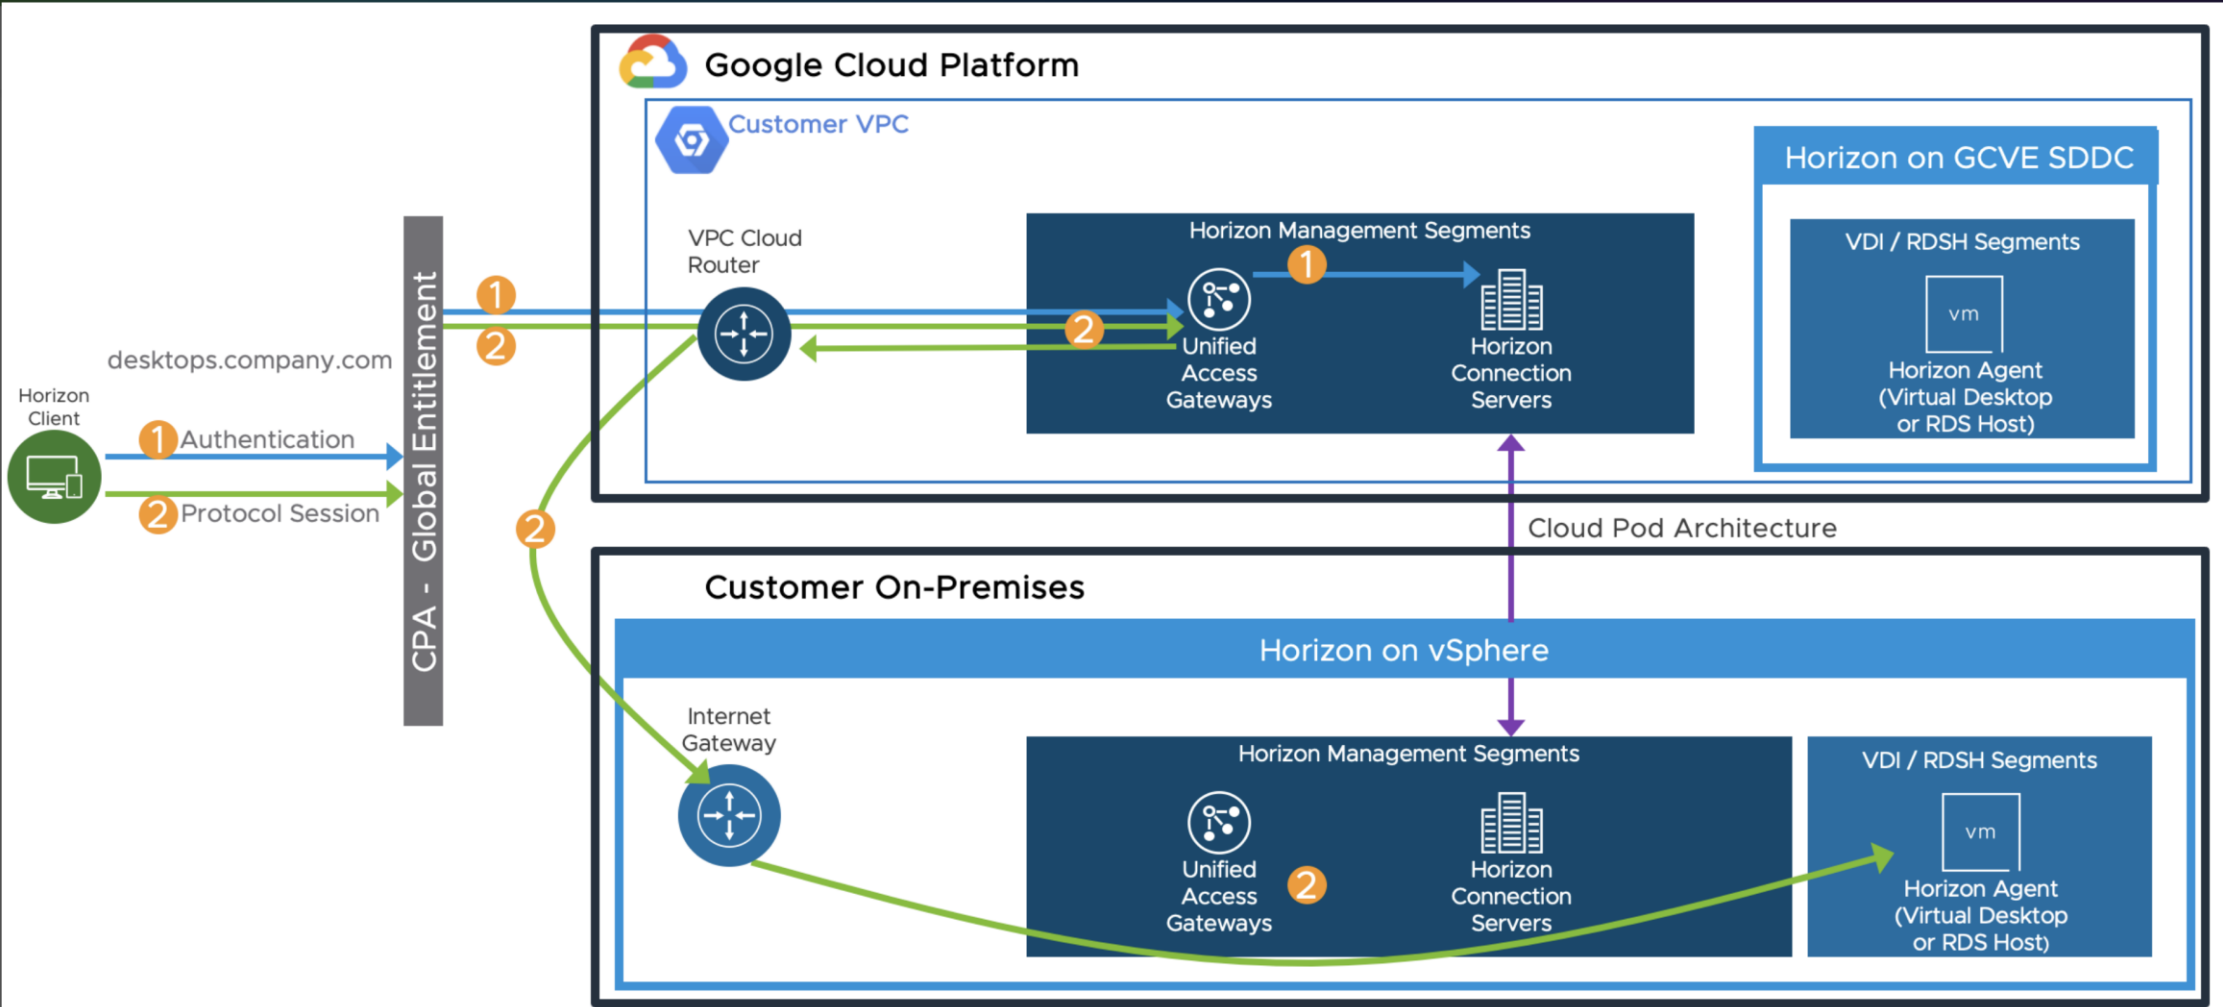 Google Cloud Platform
Customer VPC
Horizon on GCVE SDDC
VPC Cloud
Router
Horizon Management Segments
1
Unified
Access
Gateways
Horizon
Connection
Servers
VDI / RDSH Segments
vm
Horizon Agent
(Virtual Desktop
or RDS Host)
1
2
2
desktops.company.com
Horizon
Client
1 Authentication
2 Protocol Session
CPA - Global Entitlement
2
Cloud Pod Architecture
Customer On-Premises
Horizon on vSphere
Internet
Gateway
Horizon Management Segments
Unified
Access
Gateways
2
Horizon
Connection
Servers
VDI / RDSH Segments
vm
Horizon Agent
(Virtual Desktop
or RDS Host)